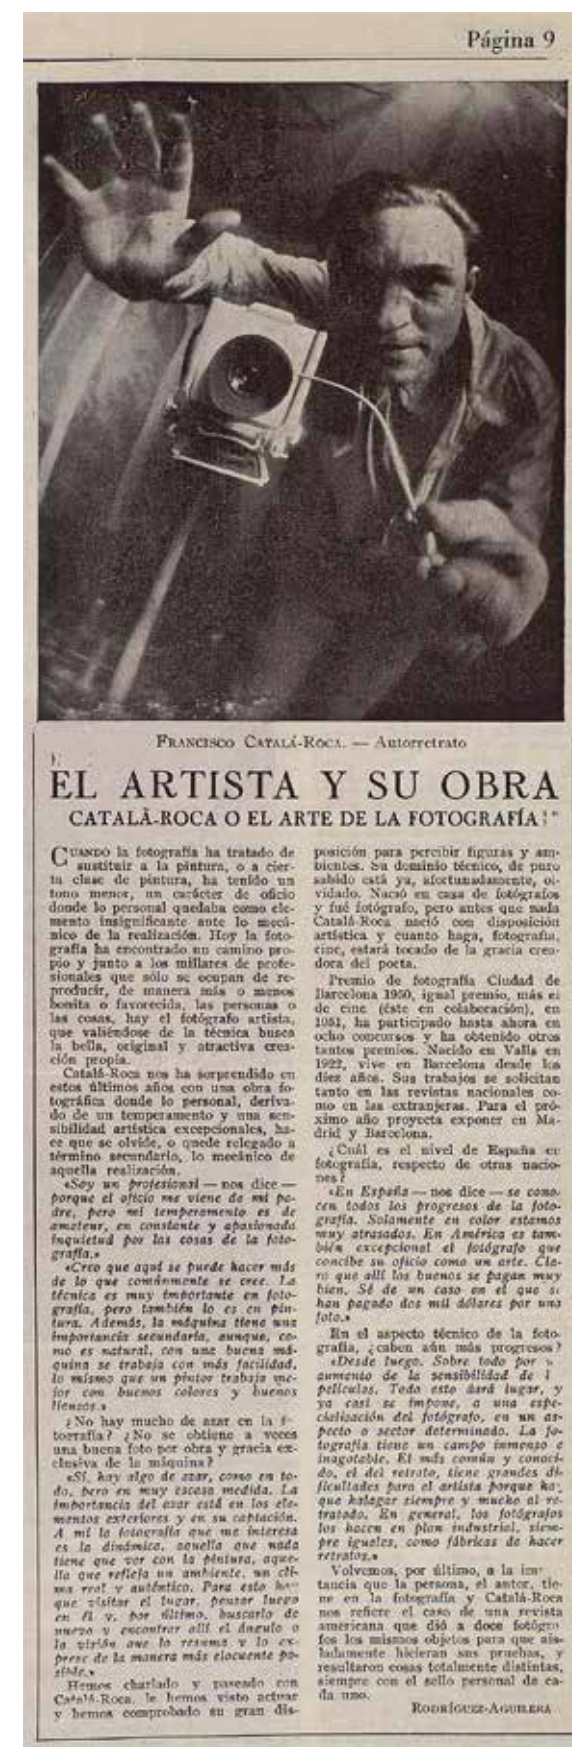 Página 9
FRANCISCO CATALÁ-ROCA. — Autorretrato
EL ARTISTA Y SU OBRA
CATALÀ-ROCA O EL ARTE DE LA FOTOGRAFÍA
CUANDO la fotografía ha tratado de
sustituir a la pintura, o a cier-
ta clase de pintura, ha tenido un
tono menor, un carácter de oficio
donde lo personal quedaba como ele-
mento insignificante ante lo mecá-
nico de la realización. Hoy la foto-
grafía ha encontrado un camino pro-
pio y junto a los millares de profe-
sionales que sólo se ocupan de re-
producir, de manera más o menos
bonita o favorecida, las personas o
las cosas, hay el fotógrafo artista,
que valiéndose de la técnica busca
la bella, original y atractiva crea-
ción propia.
Catalá-Roca nos ha sorprendido en
estos últimos años con una obra fo-
tográfica donde lo personal, deriva-
do de un temperamento y una sen-
sibilidad artística excepcionales, ha-
ce que se olvide, o quede relegado a
término secundario, lo mecánico de
aquella realización.
«Soy un profesional — nos dice —
porque el oficio me viene de mi pa-
dre, pero mi temperamento es de
amateur, en constante y apasionada
inquietud por las cosas de la foto-
grafía.»
«Creo que aquí se puede hacer más
de lo que comúnmente se cree. La
técnica es muy importante en foto-
grafía, pero también lo es en pin-
tura. Además, la máquina tiene una
importancia secundaria, aunque, co-
mo es natural, con una buena má-
quina se trabaja con más facilidad,
lo mismo que un pintor trabaja me-
jor con buenos colores y buenos
lienzos.»
¿No hay mucho de azar en la f-
tografía? ¿No se obtiene a veces
una buena foto por obra y gracia ex-
clusiva de la máquina?
«Sí, hay algo de azar, como en to-
do, pero en muy escasa medida. La
importancia del azar está en los ele-
mentos exteriores y en su captación.
A mí la fotografía que me interesa
es la dinámica, aquella que nada
tiene que ver con la pintura, aque-
lla que refleja un ambiente, un cli-
ma real y auténtico. Para esto
que visitar el lugar, pensar luego
en él y, por último, buscarlo de
nuevo y encontrar allí el ángulo o
la visión que lo resuma y lo ex-
prese de la manera más elocuente po-
sible.»
Hemos charlado y paseado con
Catalá-Roca, le hemos visto actuar
y hemos comprobado su gran dis-
posición para percibir figuras y am-
bientes. Su dominio técnico, de puro
sabido está ya, afortunadamente, ol-
vidado. Nació en casa de fotógrafos
y fué fotógrafo, pero antes que nada
Catalá-Roca nació con disposición
artística y cuanto haga, fotografía,
cine, estará tocado de la gracia crea-
dora del poeta.
Premio de fotografía Ciudad de
Barcelona 1950, igual premio, más el
de cine (éste en colaboración), en
1951, ha participado hasta ahora en
ocho concursos y ha obtenido otros
tantos premios. Nacido en Valls en
1922, vive en Barcelona desde los
diez años. Sus trabajos se solicitan
tanto en las revistas nacionales co-
mo en las extranjeras. Para el pró-
ximo año proyecta exponer en Ma-
drid y Barcelona.
¿Cuál es el nivel de España en
fotografía, respecto de otras nacio-
nes?
«En España — nos dice — se cono-
cen todos los progresos de la foto-
grafía. Solamente en color estamos
muy atrasados. En América es tam-
bién excepcional el fotógrafo que
concibe su oficio como un arte. Cla-
ro que allí los buenos se pagan muy
bien. Sé de un caso en el que s
han pagado dos mil dólares por una
foto.»
En el aspecto técnico de la foto-
grafía, ¿caben aún más progresos?
«Desde luego. Sobre todo por
aumento de la sensibilidad de l
películas. Todo esto dará lugar, y
ya casi se impone, a una espe-
cialización del fotógrafo, en un as-
pecto o sector determinado. La fo-
tografía tiene un campo inmenso e
inagotable. El más común y conoci-
do, el del retrato, tiene grandes di-
ficultades para el artista porque ha
que halagar siempre y mucho al re-
tratado. En general, los fotógrafos
los hacen en plan industrial, siem-
pre iguales, como fábricas de hacer
retratos.»
Volvemos, por último, a la
tancia que la persona, el autor, tie-
ne en la fotografía y Catalá-Roca
nos refiere el caso de una revista
americana que dió a doce fotógra
fos los mismos objetos para que ais-
ladamente hicieran sus pruebas, y
resultaron cosas totalmente distintas,
siempre con el sello personal de ca-
da uno.
RODRÍGUEZ-AGUILERA